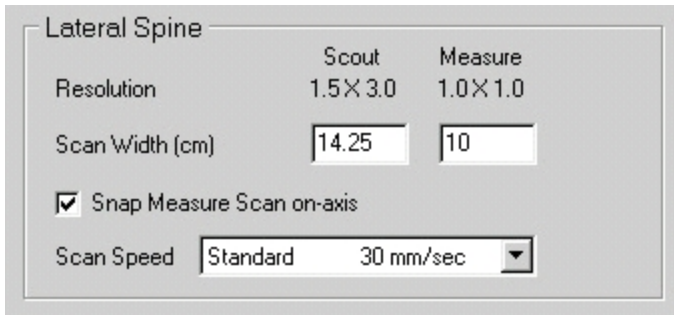 Lateral Spine
Scout Measure
Resolution 1.5X3.0 1.0X1.0
Scan Width (cm) 14.25 10
Snap Measure Scan on-axis
Scan Speed Standard 30 mm/sec